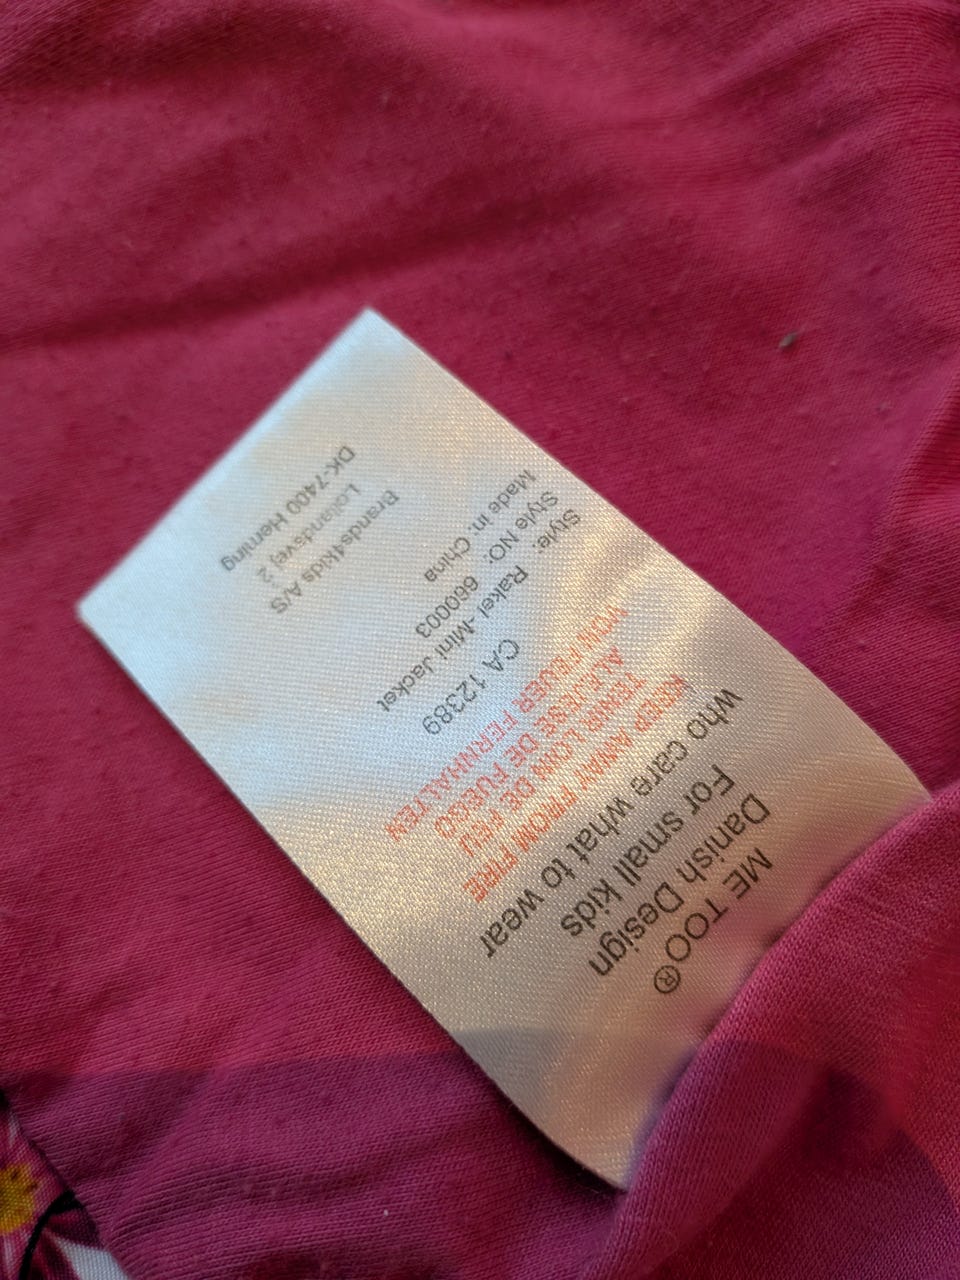 ME TOO®
Danish Design
For small kids
who care what to wear
KEEP AWAY FROM FIRE
TENIR LOIN DE FEU
ALEJESE DE FUEGO
VON FEUER FERNHALTEN
CA 12389
Style: Rakel -Mini Jacket
Style NO: 660003
Made in: China
Brands4kids A/S
Lollandsvej 2
DK-7400 Herning